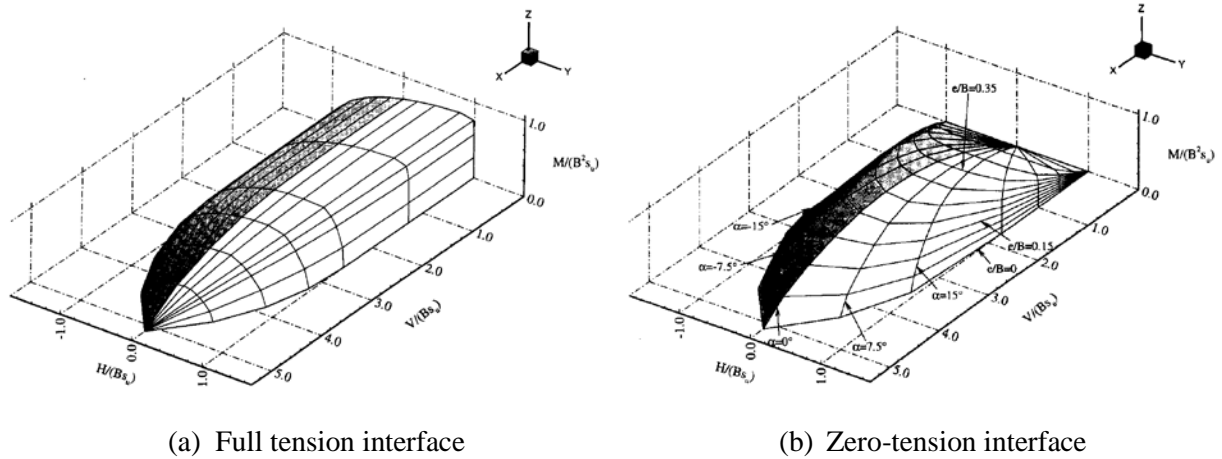 Z
X
Y
1.0
M/(B²sᵤ)
0.0
1.0
2.0
3.0
4.0
5.0
V/(Bsᵤ)
-1.0
0.0
1.0
H/(Bsᵤ)
(a) Full tension interface
Z
X
Y
e/B=0.35
1.0
M/(B²sᵤ)
0.0
α=-15°
α=-7.5°
α=0°
α=7.5°
α=15°
e/B=0.15
e/B=0
1.0
2.0
3.0
4.0
5.0
V/(Bsᵤ)
-1.0
0.0
1.0
H/(Bsᵤ)
(b) Zero-tension interface